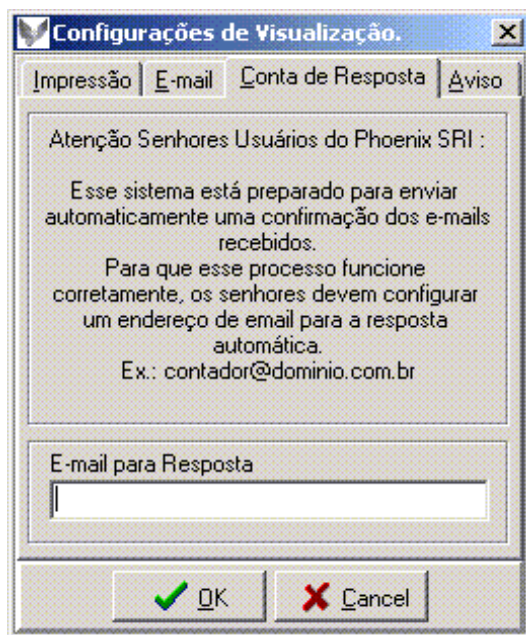 Configurações de Visualização.
Impressão E-mail Conta de Resposta Aviso
Atenção Senhores Usuários do Phoenix SRI :
Esse sistema está preparado para enviar
automaticamente uma confirmação dos e-mails
recebidos.
Para que esse processo funcione
corretamente, os senhores devem configurar
um endereço de email para a resposta
automática.
Ex.: contador@dominio.com.br
E-mail para Resposta
OK Cancel